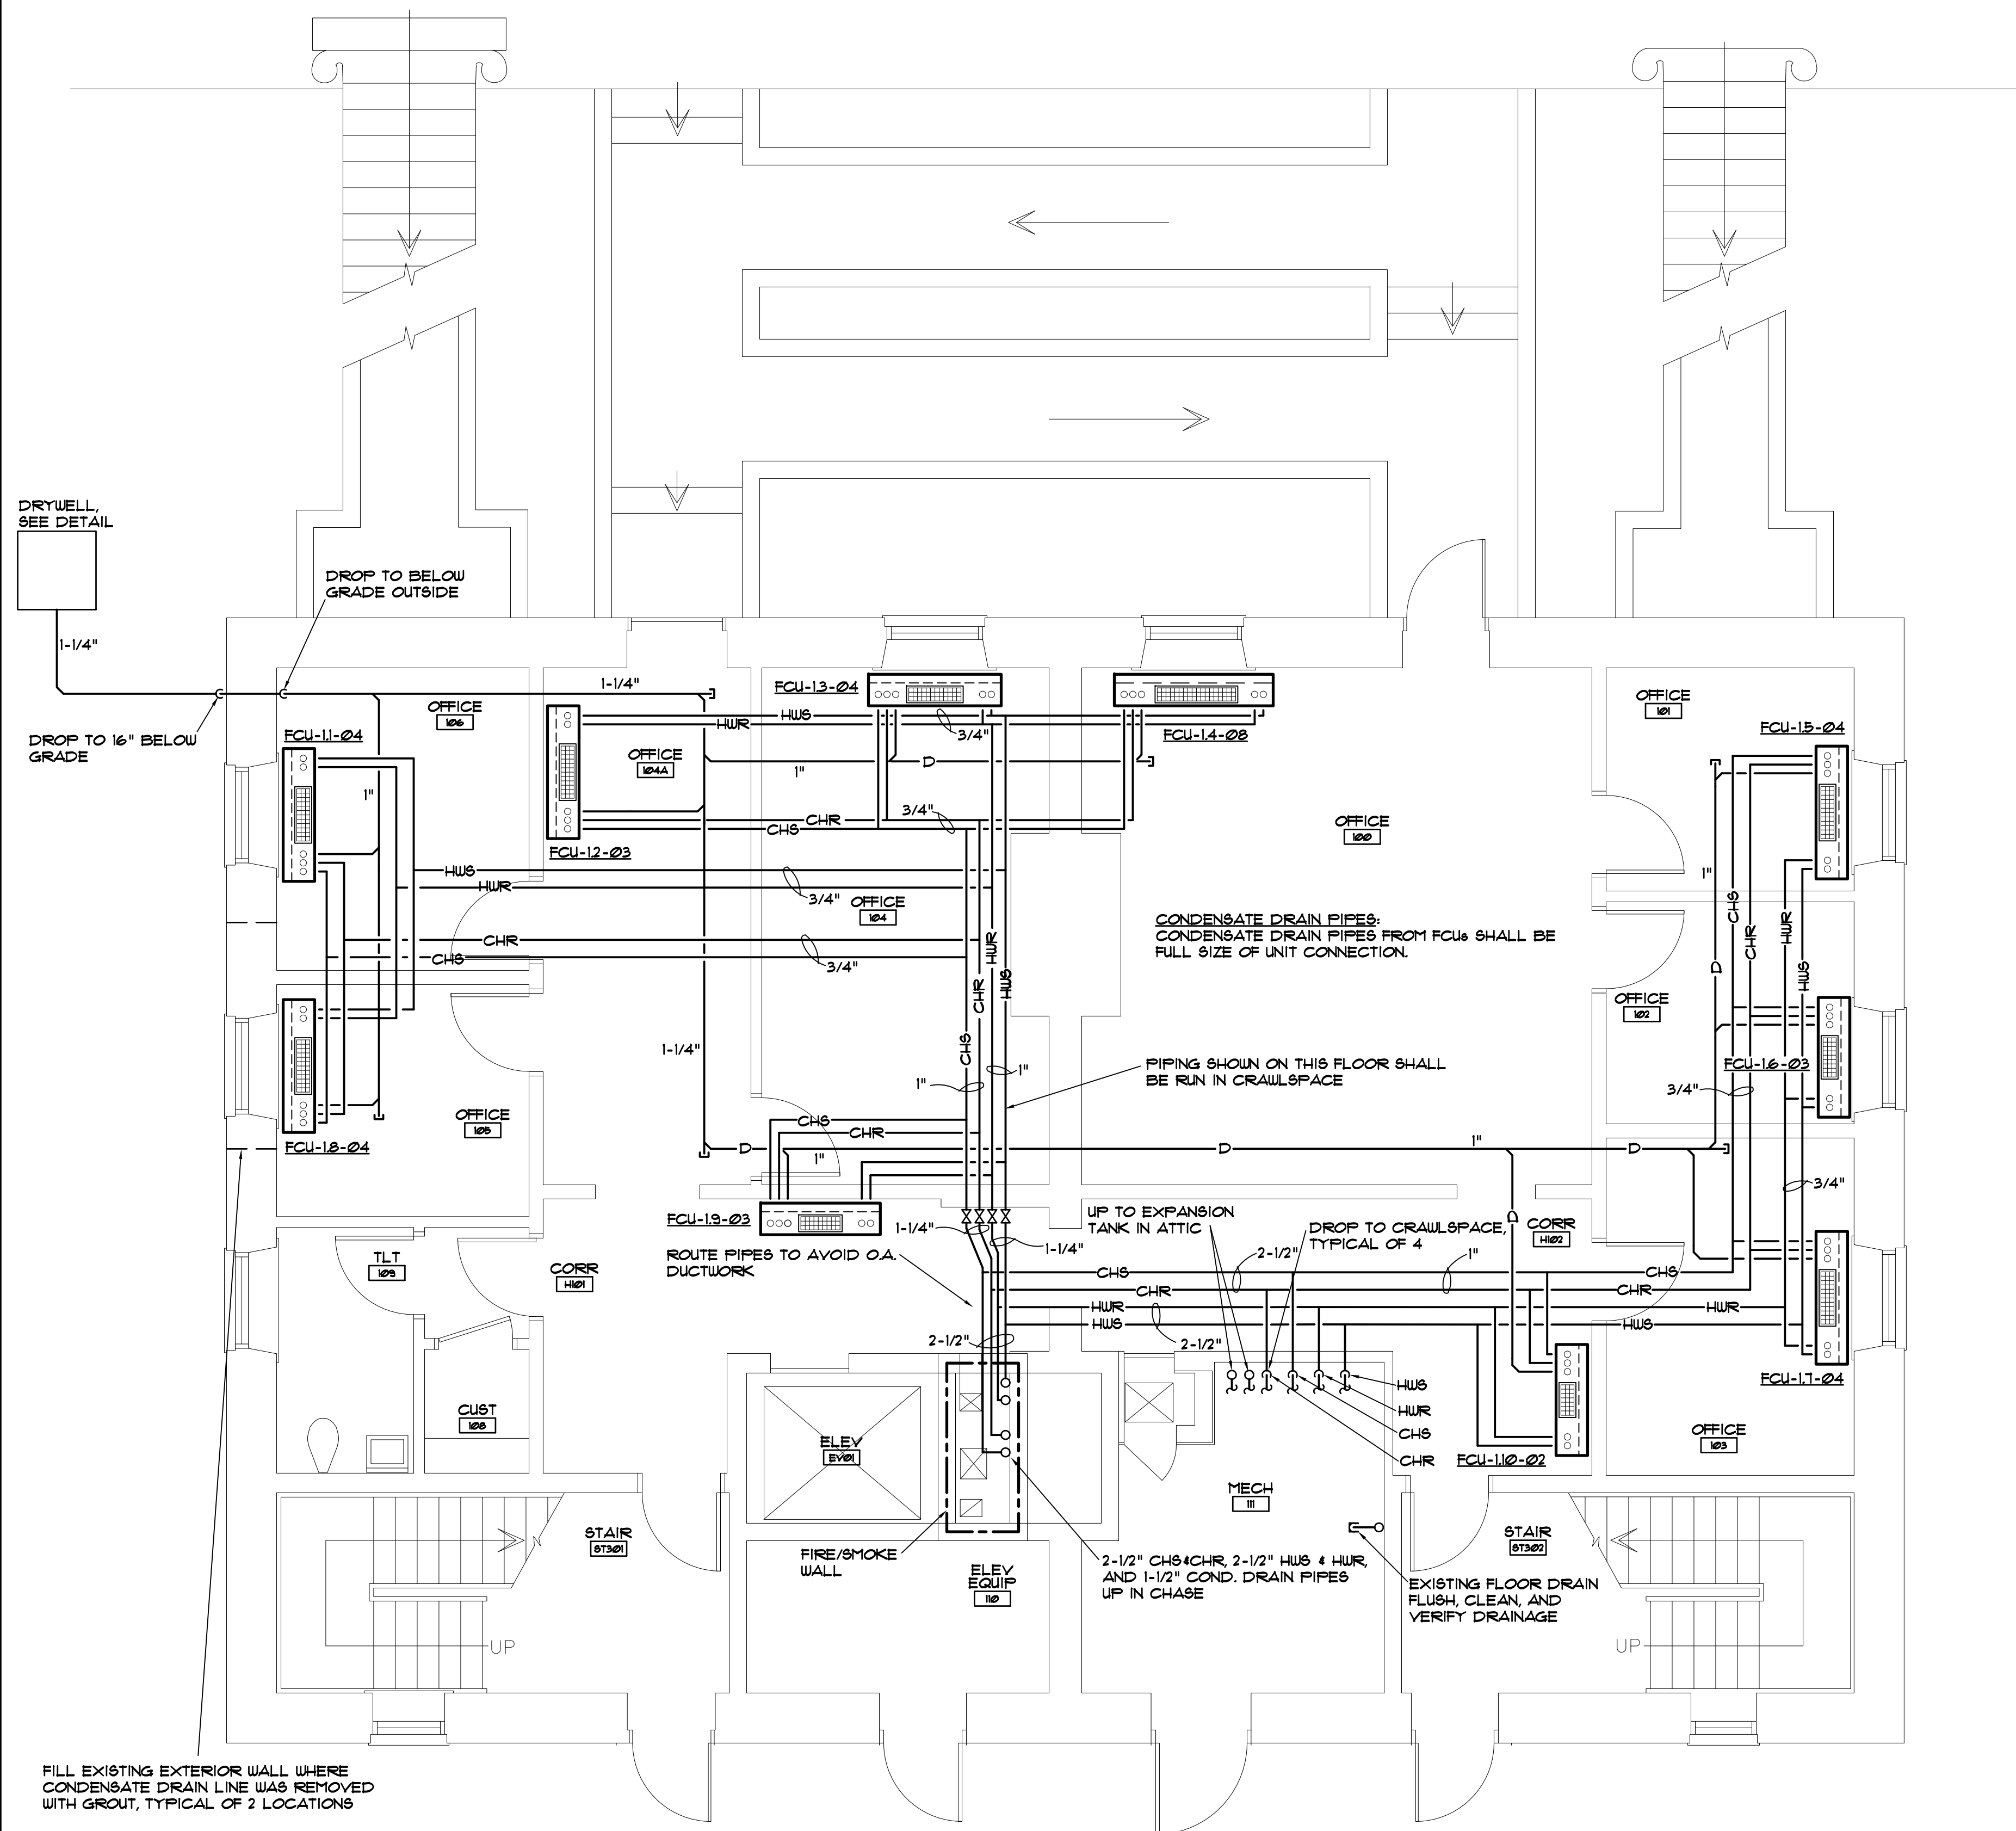 DRYWELL,
SEE DETAIL
1-1/4"
DROP TO BELOW
GRADE OUTSIDE
DROP TO 16" BELOW
GRADE
1-1/4"
OFFICE
106
FCU-1.1-04
1"
OFFICE
104A
FCU-1.2-03
FCU-1.3-04
HWS
HWR
3/4"
FCU-1.4-08
1"
D
3/4"
CHR
CHS
OFFICE
101
FCU-1.5-04
OFFICE
100
HWS
HWR
3/4"
OFFICE
104
CHR
CHS
3/4"
HWR
HWS
CHR
CHS
1"
1"
CONDENSATE DRAIN PIPES:
CONDENSATE DRAIN PIPES FROM FCUs SHALL BE
FULL SIZE OF UNIT CONNECTION.
1"
CHS
CHR
HWR
HWS
D
OFFICE
102
FCU-1.6-03
3/4"
1-1/4"
PIPING SHOWN ON THIS FLOOR SHALL
BE RUN IN CRAWLSPACE
OFFICE
105
FCU-1.8-04
CHS
CHR
D
1"
D
1"
D
3/4"
FCU-1.9-03
1-1/4"
1-1/4"
ROUTE PIPES TO AVOID O.A.
DUCTWORK
UP TO EXPANSION
TANK IN ATTIC
DROP TO CRAWLSPACE,
TYPICAL OF 4
D
CORR
H102
TLT
109
CORR
H101
2-1/2"
1"
CHS
CHR
HWR
HWS
CHS
CHR
HWR
HWS
2-1/2"
2-1/2"
HWS
HWR
CHS
CHR
FCU-1.10-02
FCU-1.7-04
OFFICE
103
CUST
108
ELEV
EV01
MECH
111
STAIR
ST301
STAIR
ST302
FIRE/SMOKE
WALL
ELEV
EQUIP
110
2-1/2" CHS&CHR, 2-1/2" HWS & HWR,
AND 1-1/2" COND. DRAIN PIPES
UP IN CHASE
EXISTING FLOOR DRAIN
FLUSH, CLEAN, AND
VERIFY DRAINAGE
UP
UP
FILL EXISTING EXTERIOR WALL WHERE
CONDENSATE DRAIN LINE WAS REMOVED
WITH GROUT, TYPICAL OF 2 LOCATIONS